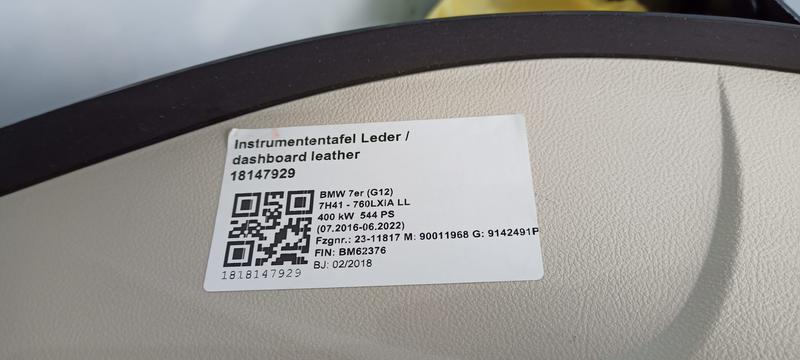 Instrumententafel Leder /
dashboard leather
18147929
BMW 7er (G12)
7H41 - 760LXiA LL
400 kW 544 PS
(07.2016-06.2022)
Fzgnr.: 23-11817 M: 90011968 G: 9142491P
FIN: BM62376
BJ: 02/2018
1818147929